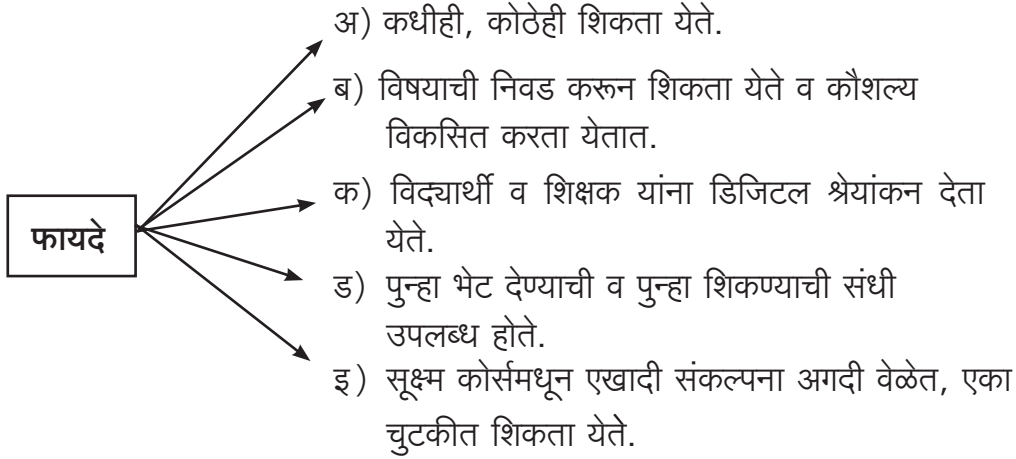 अ) कधीही, कोठेही शिकता येते.
ब) विषयाची निवड करून शिकता येते व कौशल्य
विकसित करता येतात.
क) विद्यार्थी व शिक्षक यांना डिजिटल श्रेयांकन देता
येते.
फायदे
ड) पुन्हा भेट देण्याची व पुन्हा शिकण्याची संधी
उपलब्ध होते.
इ) सूक्ष्म कोर्समधून एखादी संकल्पना अगदी वेळेत, एका
चुटकीत शिकता येते.